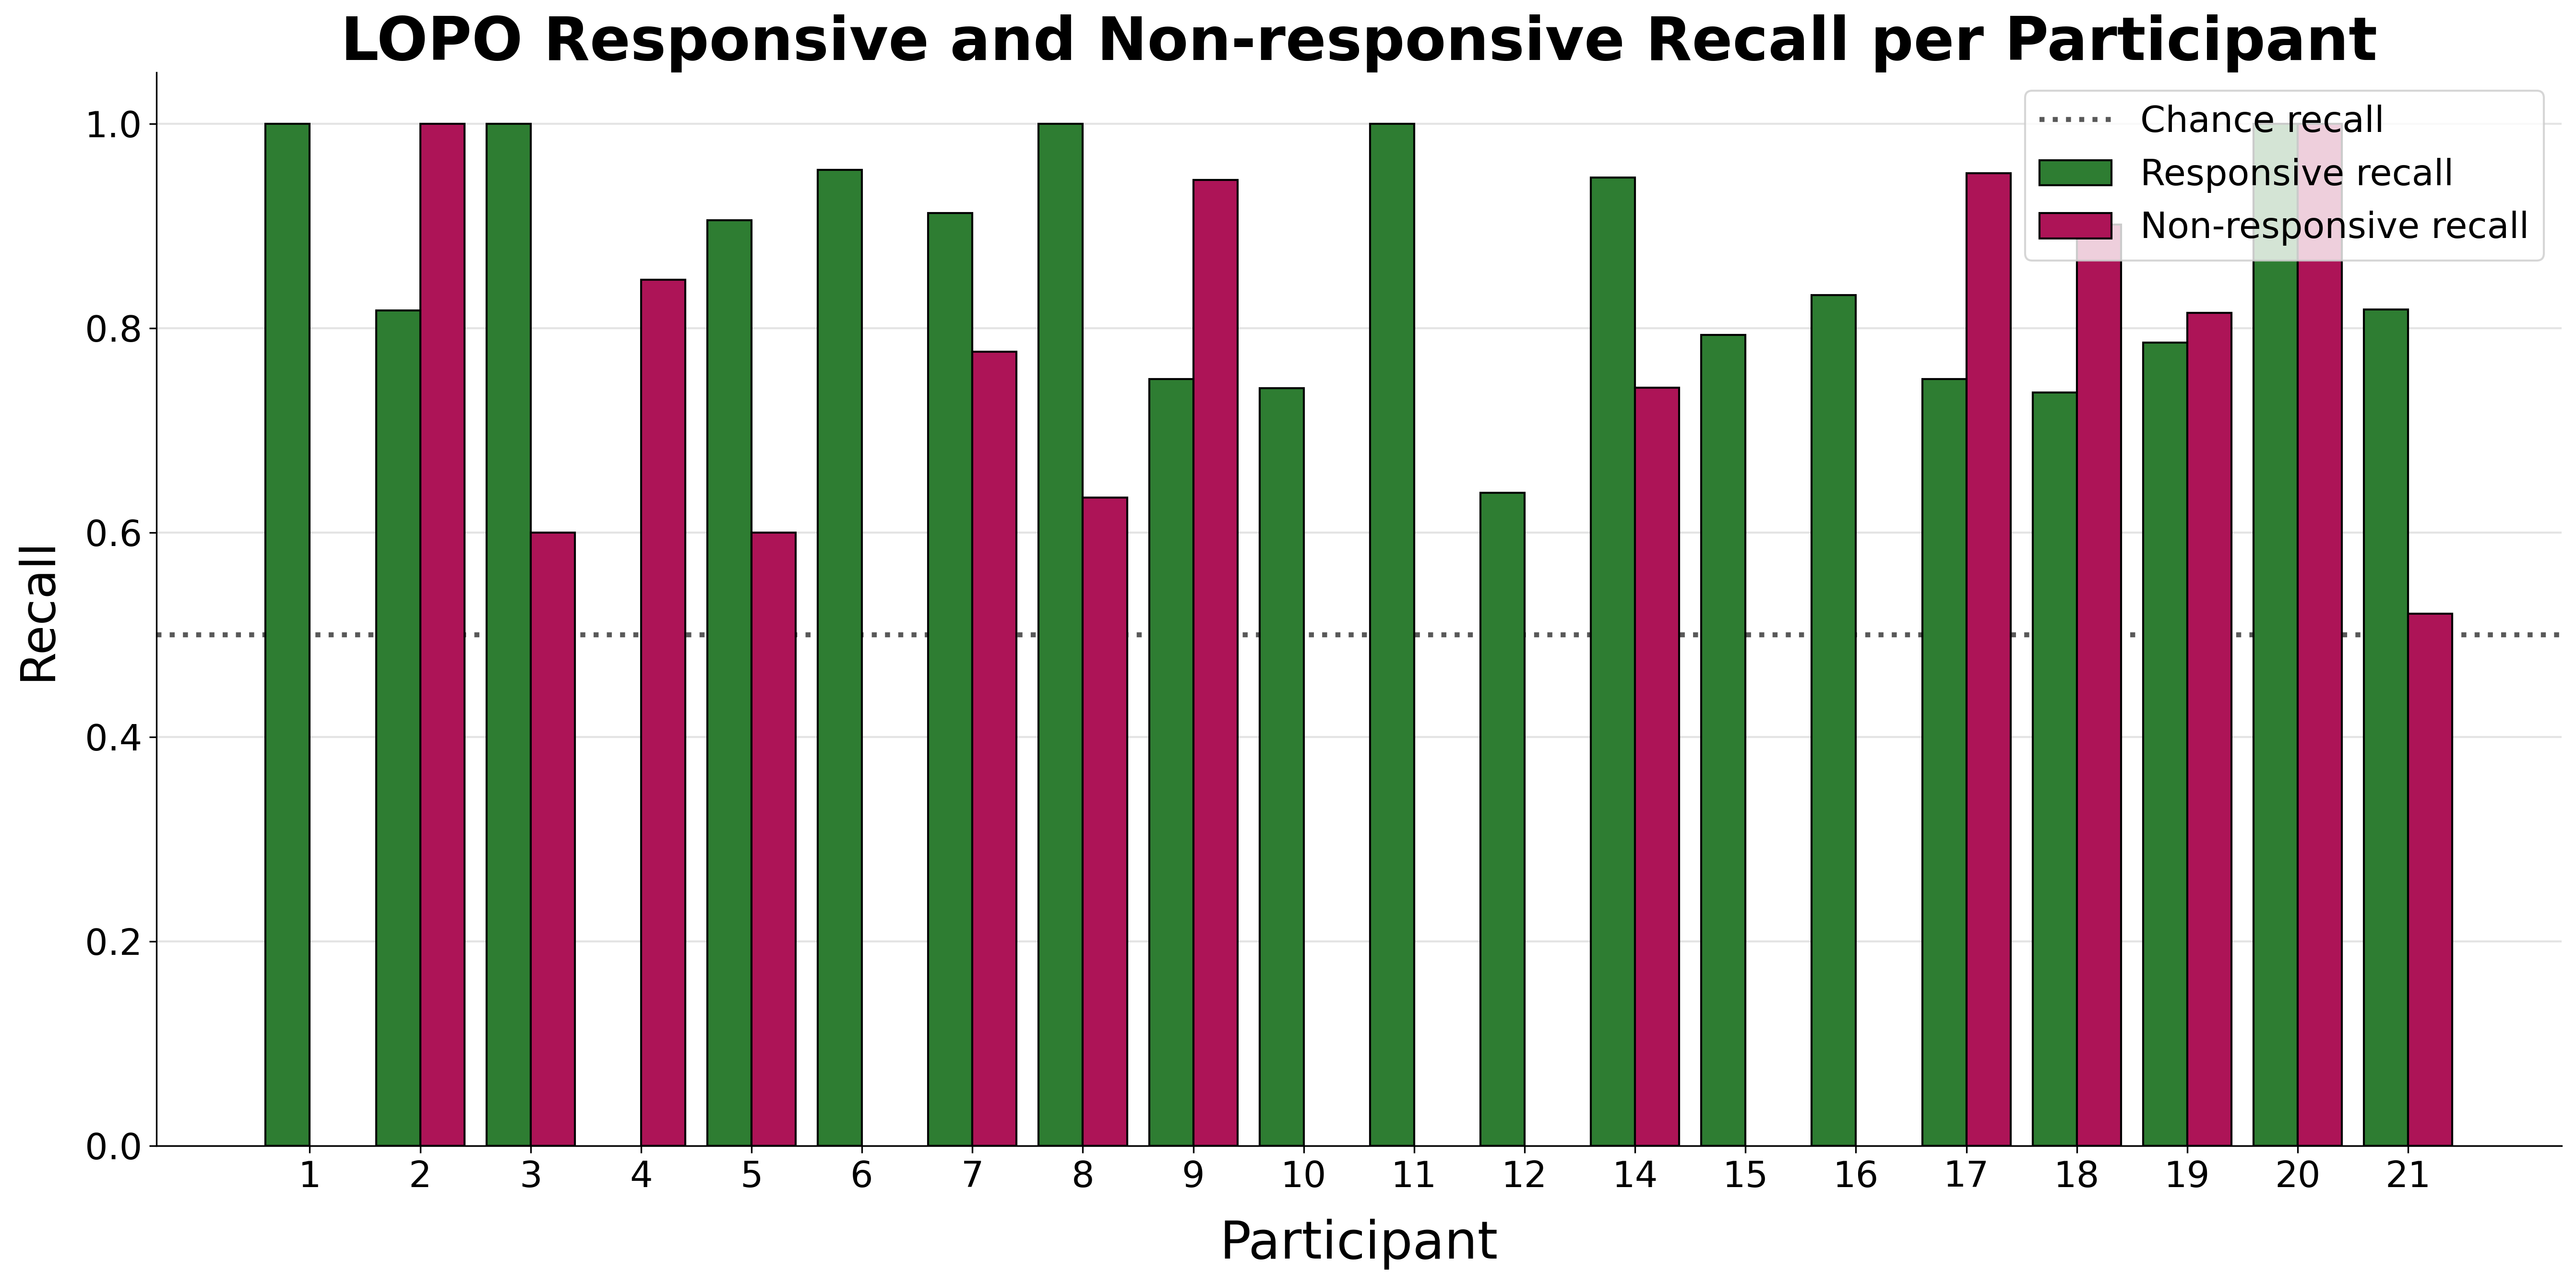 LOPO Responsive and Non-responsive Recall per Participant
Chance recall
Responsive recall
Non-responsive recall
Recall
1.0
0.8
0.6
0.4
0.2
0.0
1 2 3 4 5 6 7 8 9 10 11 12 14 15 16 17 18 19 20 21
Participant